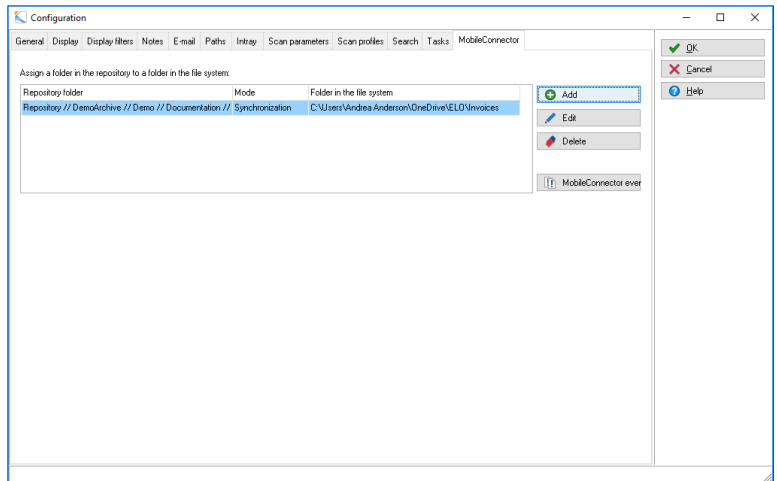 Configuration
General Display Display filters Notes E-mail Paths Intray Scan parameters Scan profiles Search Tasks MobileConnector
OK
Cancel
Help
Assign a folder in the repository to a folder in the file system:
Repository folder Mode Folder in the file system
Repository // DemoArchive // Demo // Documentation // Synchronization C:\Users\Andrea Anderson\OneDrive\ELO\Invoices
Add
Edit
Delete
MobileConnector ever